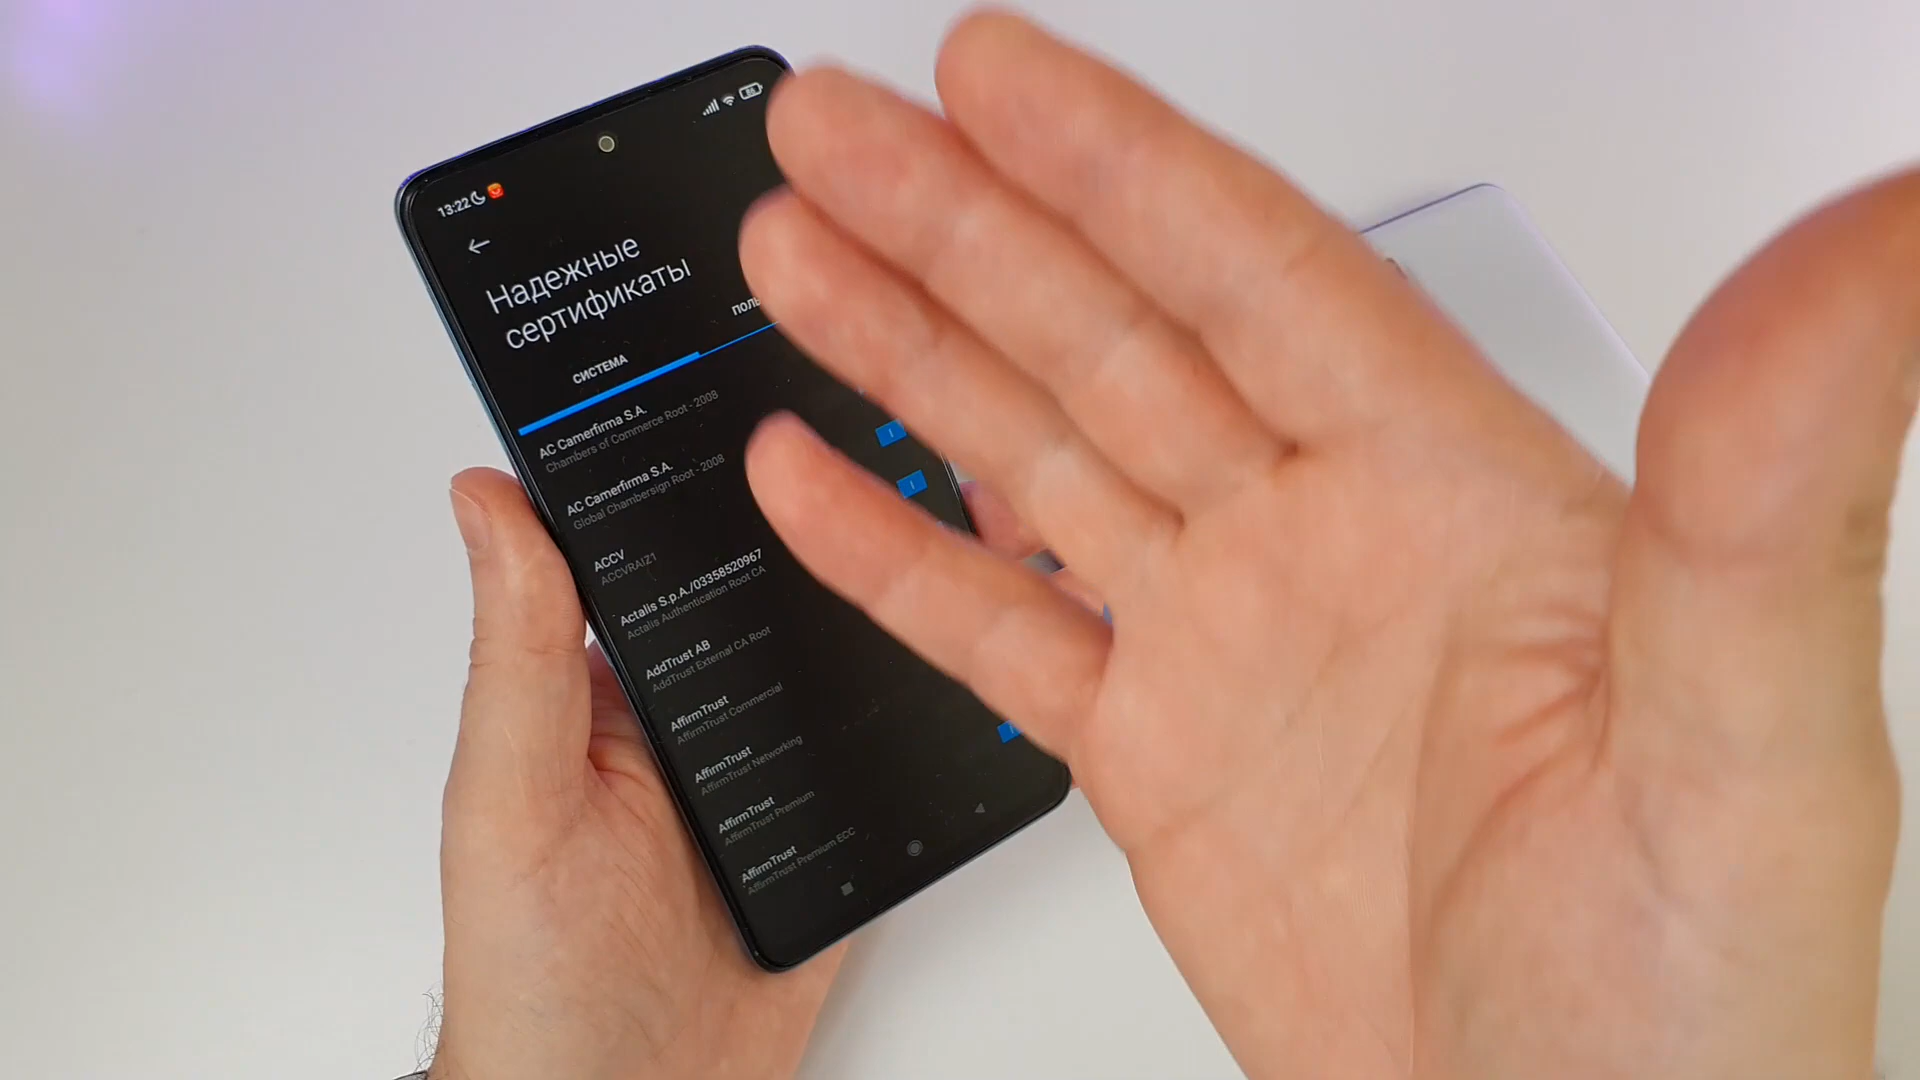 86
13:22
Надежные
сертификаты
СИСТЕМА
AC Camerfirma S.A.
Chambers of Commerce Root - 2008
AC Camerfirma S.A.
Global Chambersign Root - 2008
ACCV
ACCVRAIZ1
Actalis S.p.A./03358520967
Actalis Authentication Root CA
AddTrust AB
AddTrust External CA Root
AffirmTrust
AffirmTrust Commercial
AffirmTrust
AffirmTrust Networking
AffirmTrust
AffirmTrust Premium
AffirmTrust
AffirmTrust Premium ECC